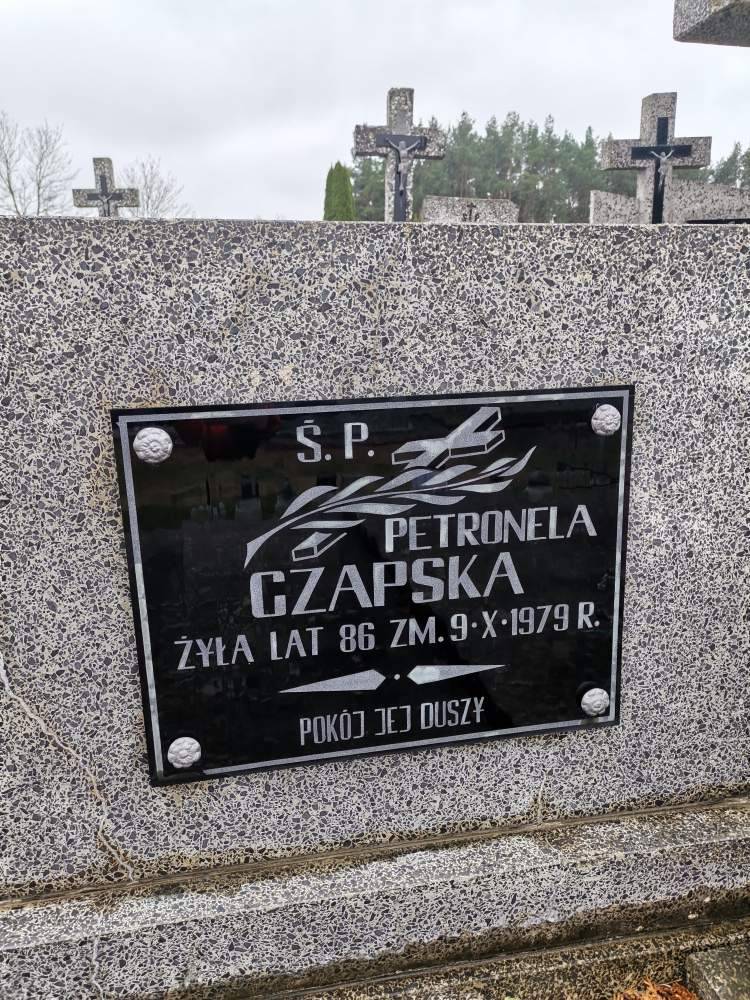 Ś. P.
PETRONELA
CZAPSKA
ŻYŁA LAT 86 ZM. 9·X·1979 R.
POKÓJ JEJ DUSZY